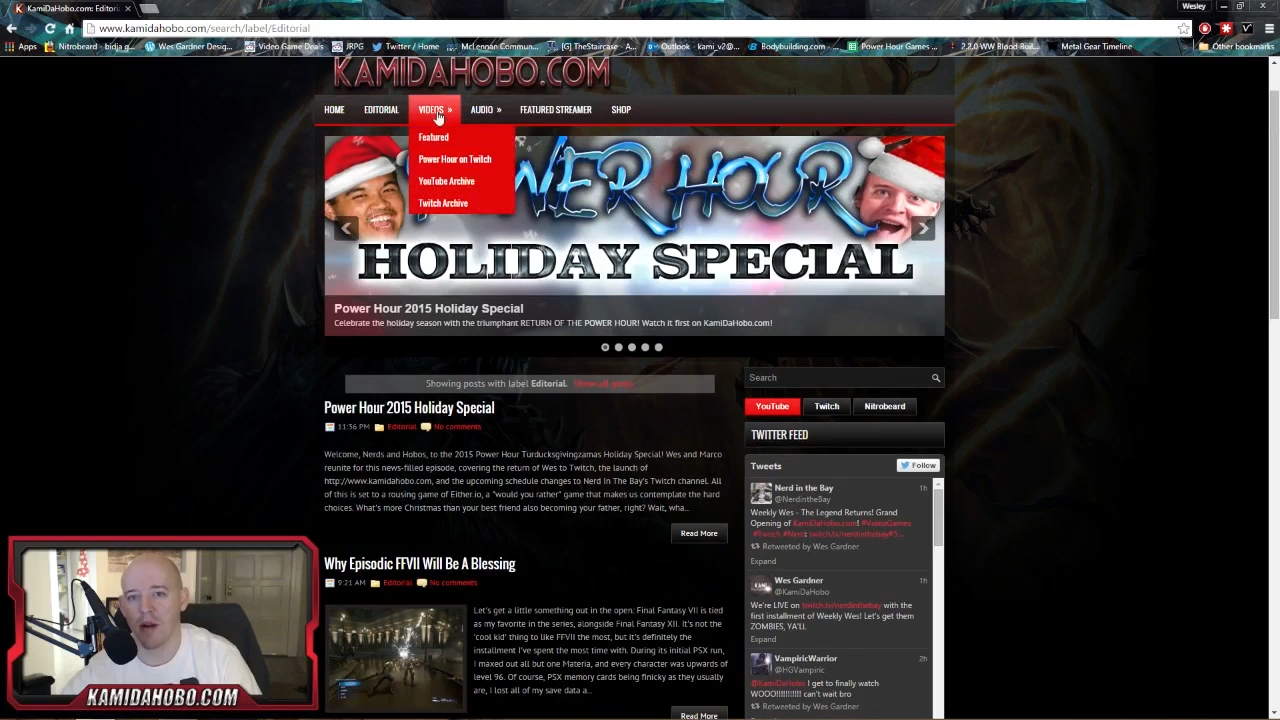 KamiDaHobo.com: Editoria
Wesley
www.kamidahobo.com/search/label/Editorial
Apps
Nitrobeard - bidja.g...
Wes Gardner Desig...
Video Game Deals
JRPG
Twitter / Home
McLennon Commun...
[G] TheStaircase - A...
Outlook - kami_v2@...
Bodybuilding.com - ...
Power Hour Games ...
2.2.0 WW Blood Buil...
Metal Gear Timeline
Other bookmarks
KAMIDAHOBO.COM
HOME EDITORIAL VIDEOS » AUDIO » FEATURED STREAMER SHOP
Featured
Power Hour on Twitch
YouTube Archive
Twitch Archive
HOUR
HOLIDAY SPECIAL
Power Hour 2015 Holiday Special
Celebrate the holiday season with the triumphant RETURN OF THE POWER HOUR! Watch it first on KamiDaHobo.com!
Showing posts with label Editorial. Show all posts
Search
YouTube Twitch Nitrobeard
TWITTER FEED
Power Hour 2015 Holiday Special
11:36 PM Editorial No comments
Welcome, Nerds and Hobos, to the 2015 Power Hour Turducksgivingzamas Holiday Special! Wes and Marco
reunite for this news-filled episode, covering the return of Wes to Twitch, the launch of
http://www.kamidahobo.com, and the upcoming schedule changes to Nerd In The Bay's Twitch channel. All
of this is set to a rousing game of Either.io, a "would you rather" game that makes us contemplate the hard
choices. What's more Christmas than your best friend also becoming your father, right? Wait, wha...
Read More
Why Episodic FFVII Will Be A Blessing
9:21 AM Editorial No comments
Let's get a little something out in the open: Final Fantasy VII is tied
as my favorite in the series, alongside Final Fantasy XII. It's not the
'cool kid' thing to like FFVII the most, but it's definitely the
installment I've spent the most time with. During its initial PSX run,
I maxed out all but one Materia, and every character was upwards of
level 96. Of course, PSX memory cards being finicky as they usually
are, I lost all of my save data a...
Read More
Tweets
Follow
Nerd in the Bay 1h
@NerdintheBay
Weekly Wes - The Legend Returns! Grand
Opening of KamiDaHobo.com! #VideoGames
#Twitch #Nerd: twitch.tv/nerdinthebay#5...
Retweeted by Wes Gardner
Expand
Wes Gardner 1h
@KamiDaHobo
We're LIVE on twitch.tv/nerdinthebay with the
first installment of Weekly Wes! Let's get them
ZOMBIES, YA'LL
Expand
VampiricWarrior 2h
@HGVampiric
@KamiDaHobo I get to finally watch
WOO!!!!!!!!!!! can't wait bro
Retweeted by Wes Gardner
KAMIDAHOBO.COM